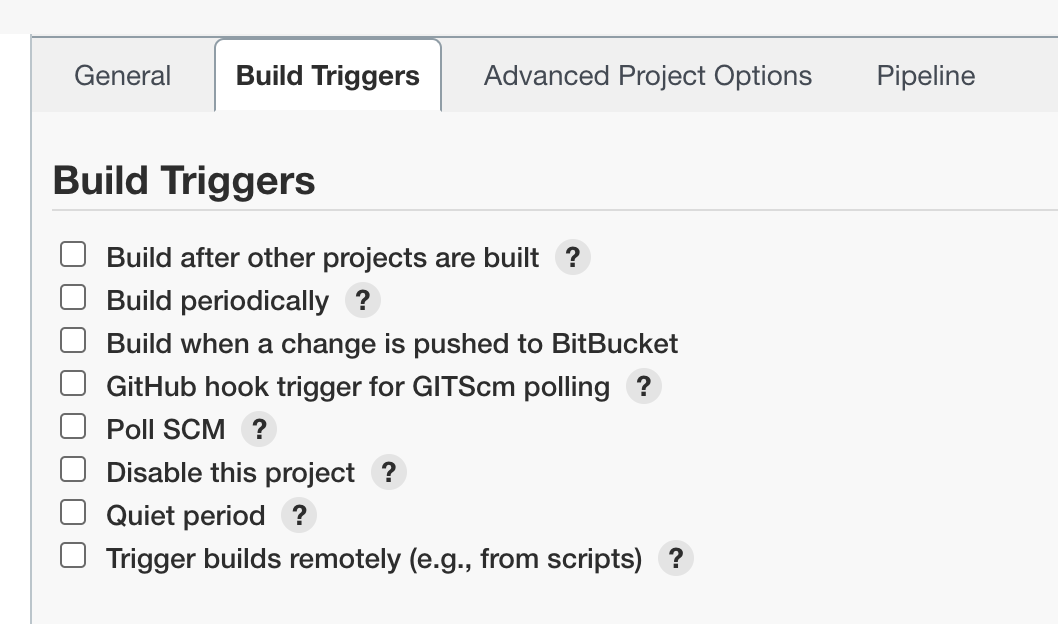 General Build Triggers Advanced Project Options Pipeline
Build Triggers
Build after other projects are built ?
Build periodically ?
Build when a change is pushed to BitBucket
GitHub hook trigger for GITScm polling ?
Poll SCM ?
Disable this project ?
Quiet period ?
Trigger builds remotely (e.g., from scripts) ?